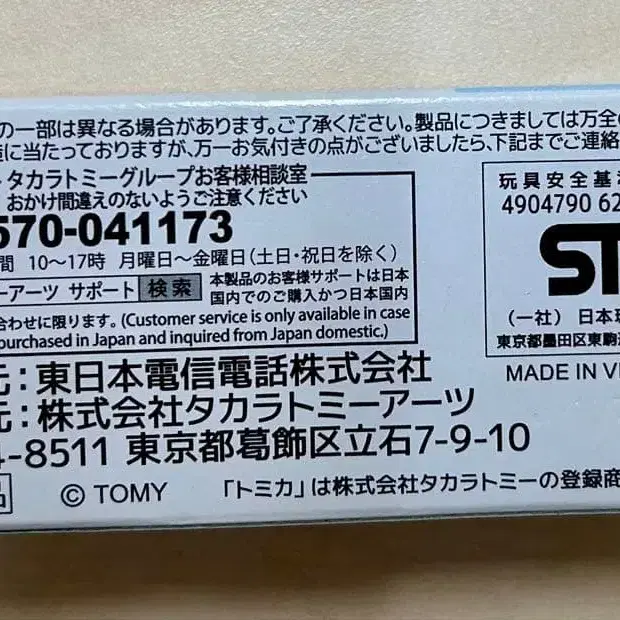 の一部は異なる場合があります。ご了承ください。製品につきましては万全の
造に当たっておりますが、万一お気付きの点がございましたら、下記までご連絡
タカラトミーグループお客様相談室
おかけ間違えのないようご注意ください
570-041173
間 10～17時 月曜日～金曜日(土日・祝日を除く)
ーアーツ サポート 検索
本製品のお客様サポートは日本
国内でのご購入かつ日本国内
合わせに限ります。(Customer service is only available in case
purchased in Japan and inquired from Japan domestic.)
玩具安全基準
4904790 62
ST
(一社) 日本玩
東京都墨田区東駒
元：東日本電信電話株式会社
元：株式会社タカラトミーアーツ
4-8511 東京都葛飾区立石7-9-10
MADE IN VI
品
© TOMY 「トミカ」は株式会社タカラトミーの登録商